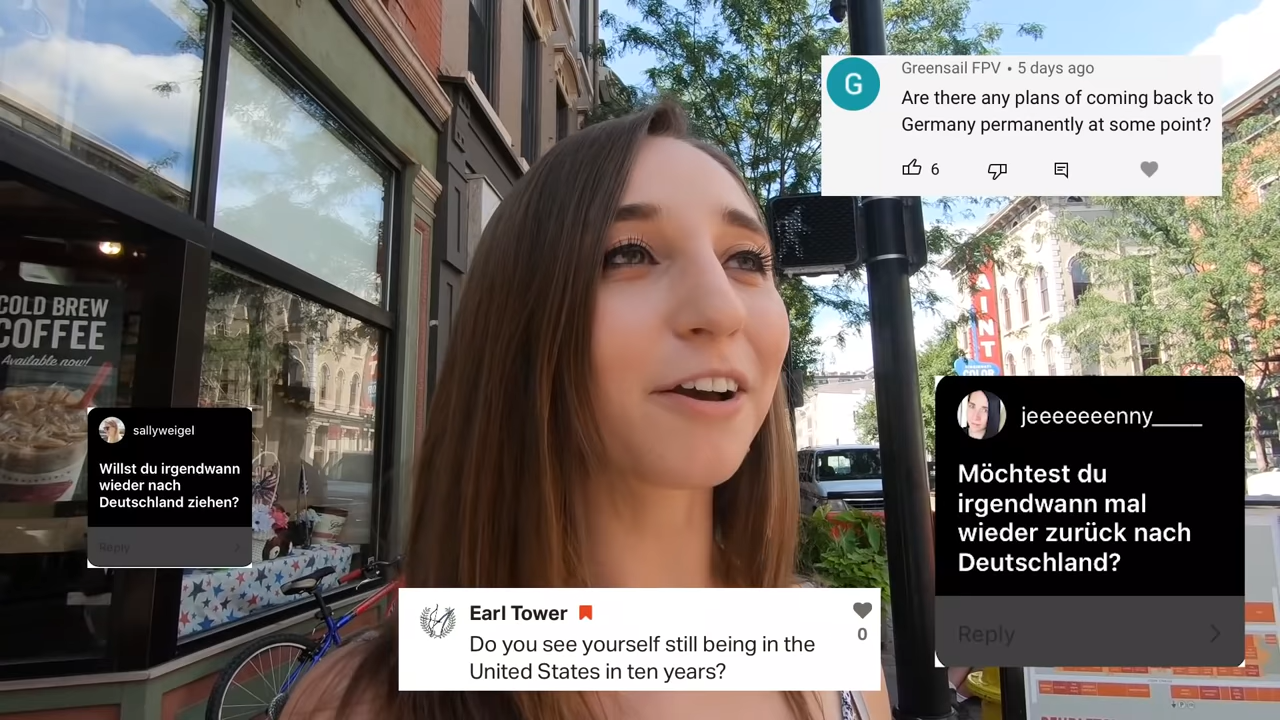 Greensail FPV • 5 days ago
Are there any plans of coming back to
Germany permanently at some point?
6
G
COLD BREW
COFFEE
Available now!
AINT
COLOR
sallyweigel
Willst du irgendwann
wieder nach
Deutschland ziehen?
Reply
jeeeeeeenny_____
Möchtest du
irgendwann mal
wieder zurück nach
Deutschland?
Reply
Earl Tower
0
Do you see yourself still being in the
United States in ten years?